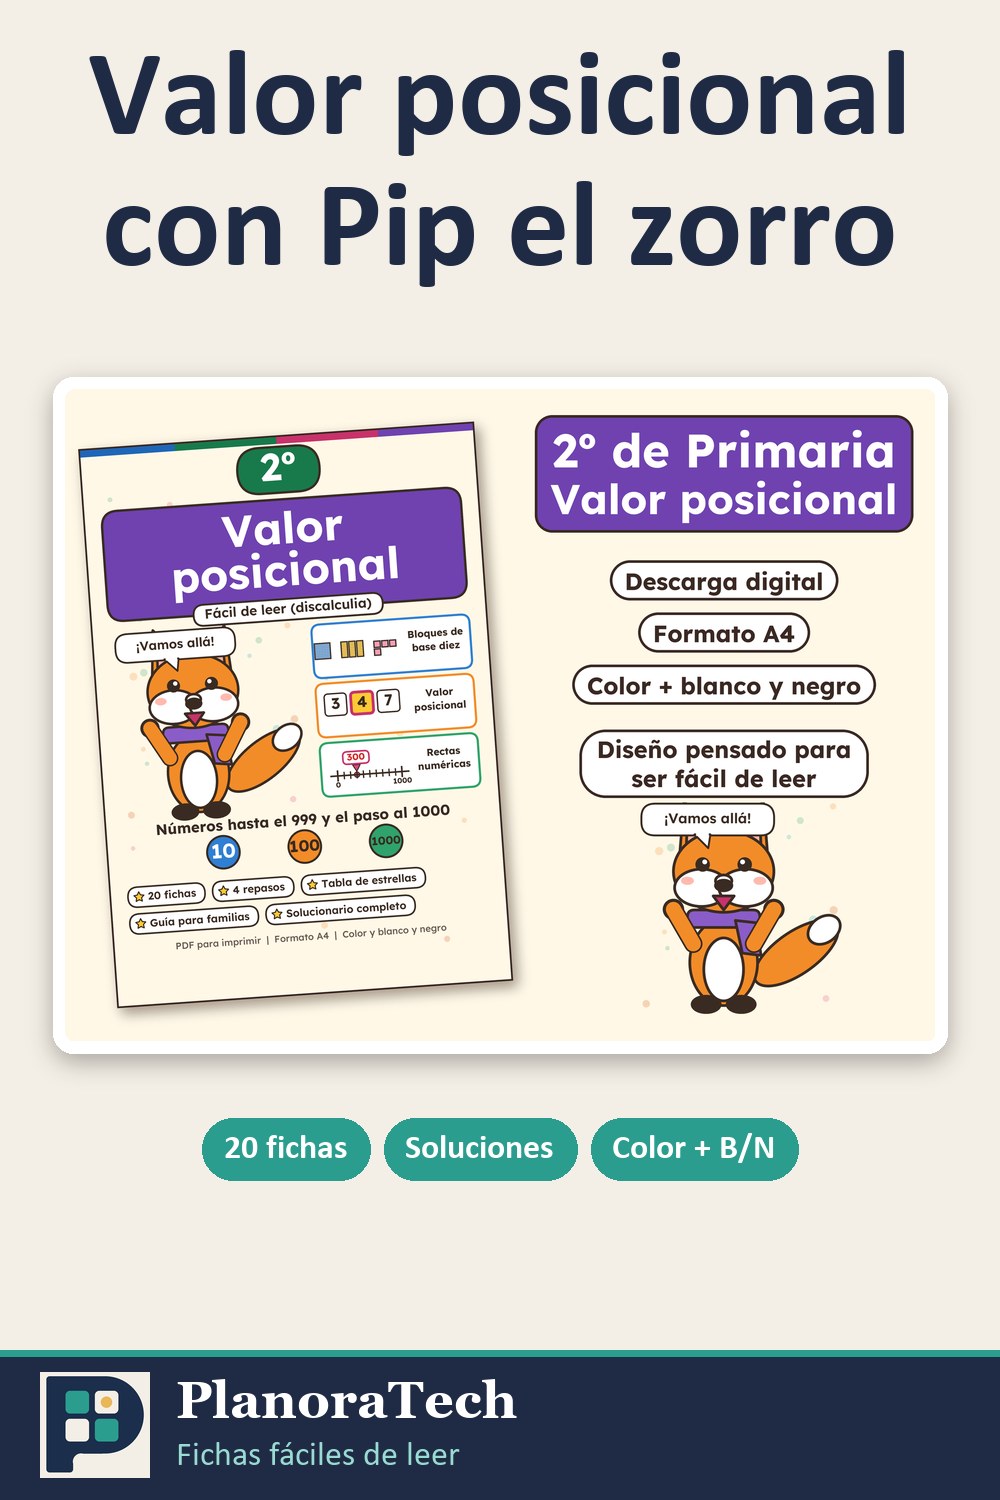 Valor posicional
con Pip el zorro
2º
Valor
posicional
Fácil de leer (discalculia)
¡Vamos allá!
Bloques de
base diez
3 4 7
Valor
posicional
300
0 1000
Rectas
numéricas
Números hasta el 999 y el paso al 1000
10 100 1000
20 fichas 4 repasos Tabla de estrellas
Guía para familias Solucionario completo
PDF para imprimir | Formato A4 | Color y blanco y negro
2º de Primaria
Valor posicional
Descarga digital
Formato A4
Color + blanco y negro
Diseño pensado para
ser fácil de leer
¡Vamos allá!
20 fichas Soluciones Color + B/N
PlanoraTech
Fichas fáciles de leer